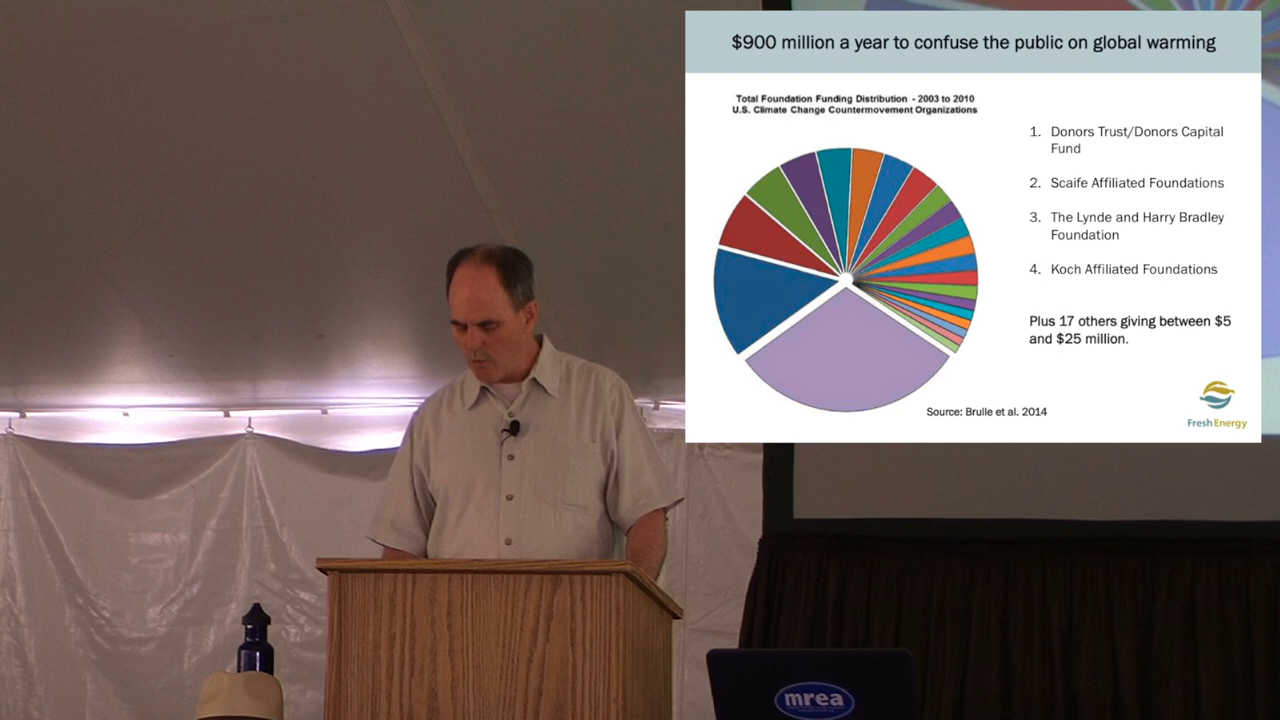 $900 million a year to confuse the public on global warming
Total Foundation Funding Distribution - 2003 to 2010
U.S. Climate Change Countermovement Organizations
1. Donors Trust/Donors Capital
Fund
2. Scaife Affiliated Foundations
3. The Lynde and Harry Bradley
Foundation
4. Koch Affiliated Foundations
Plus 17 others giving between $5
and $25 million.
Source: Brulle et al. 2014
FreshEnergy
mrea